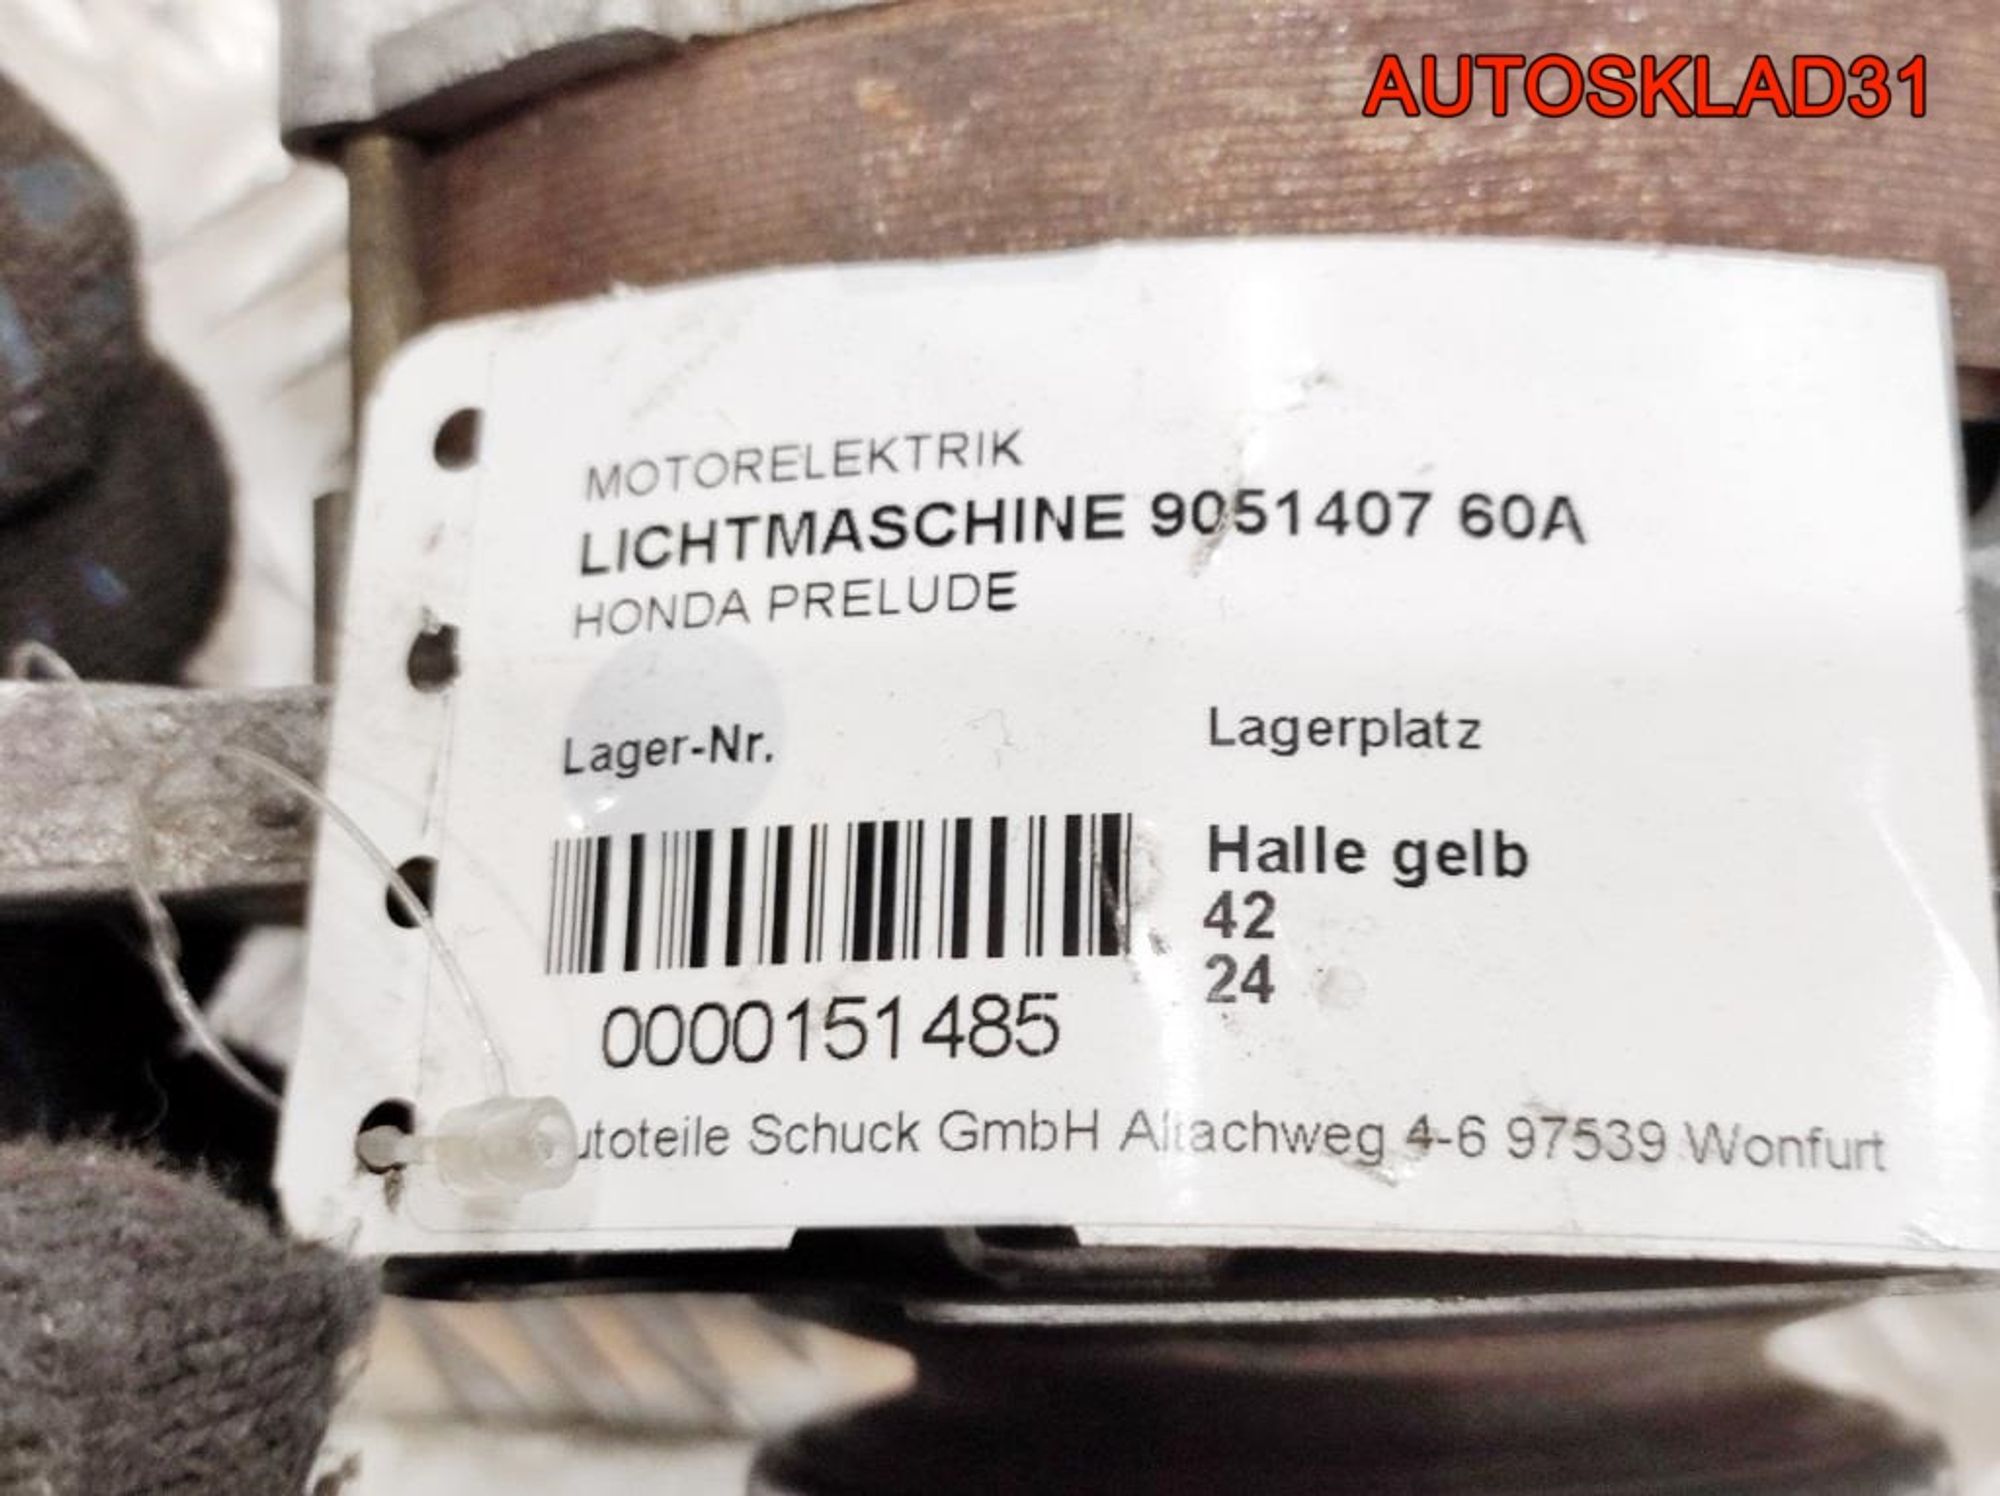 AUTOSKLAD31
MOTORELEKTRIK
LICHTMASCHINE 9051407 60A
HONDA PRELUDE
Lager-Nr.
Lagerplatz
Halle gelb
42
24
0000151485
utoteile Schuck GmbH Altachweg 4-6 97539 Wonfurt